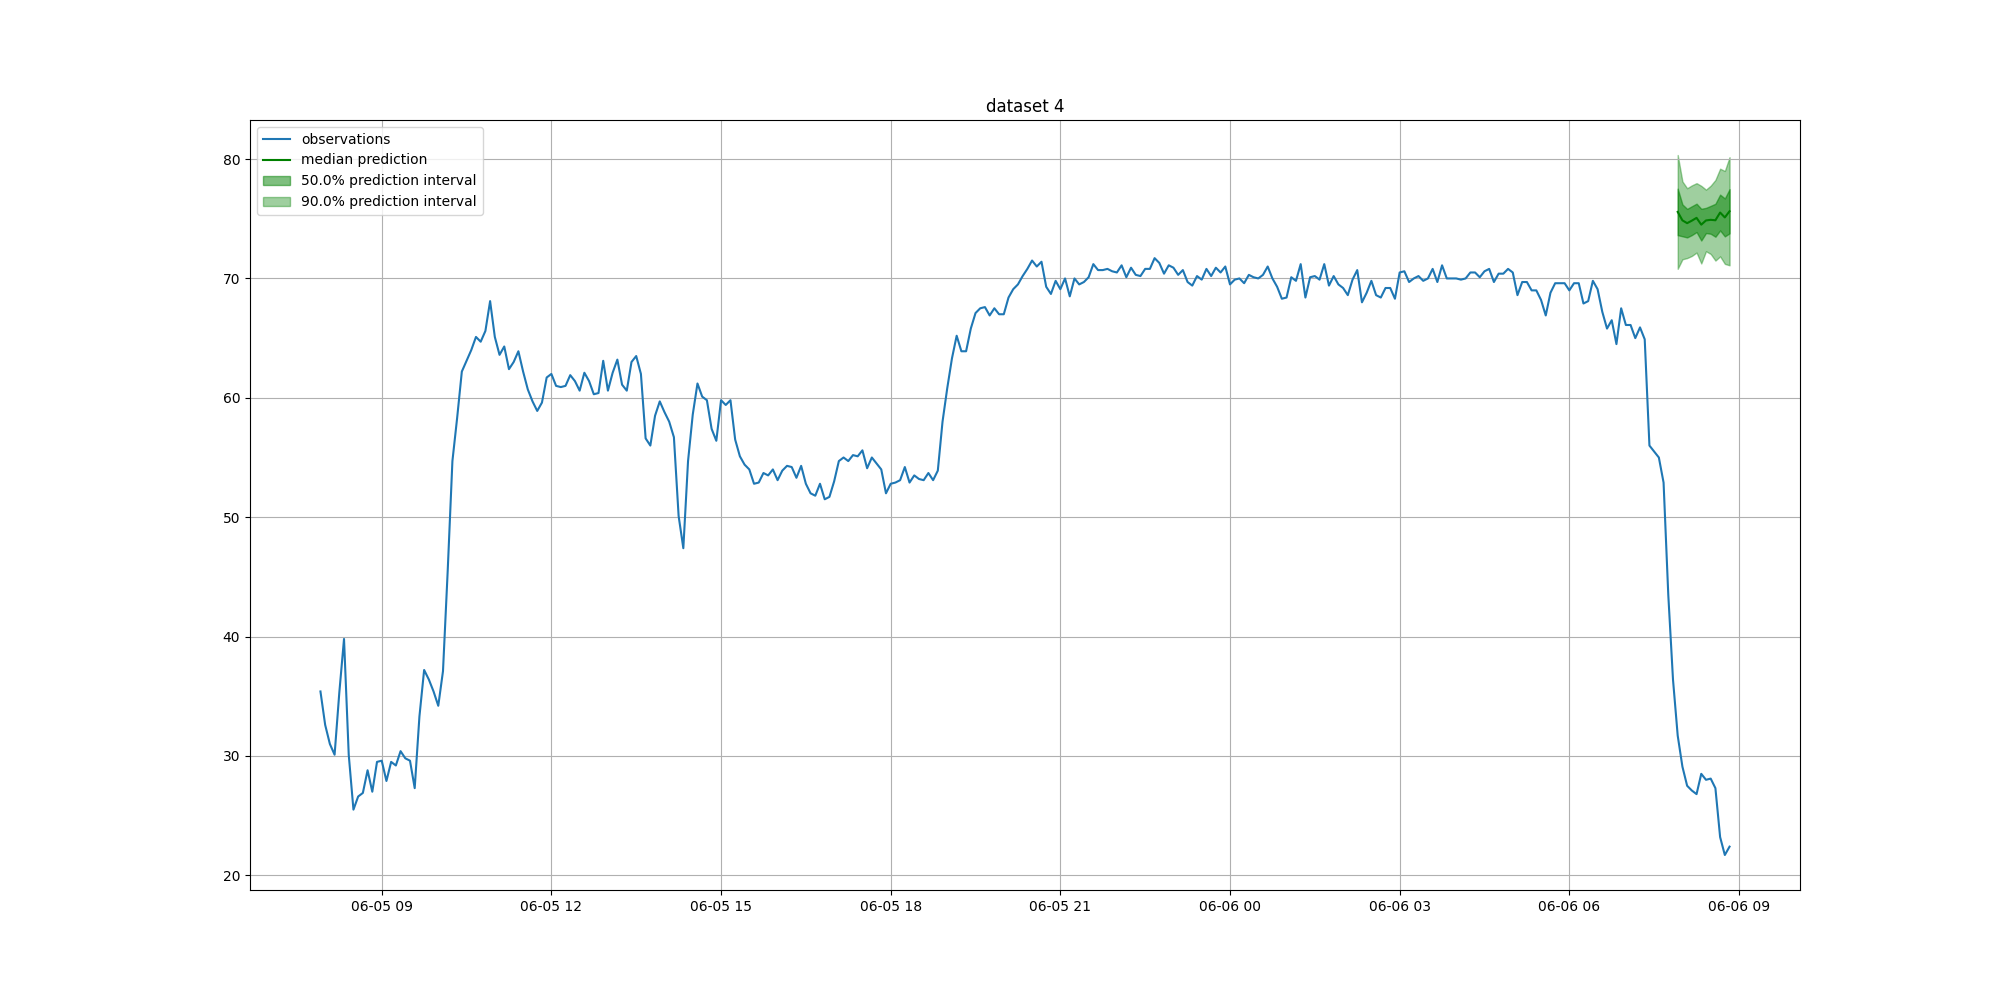 dataset 4
observations
median prediction
50.0% prediction interval
90.0% prediction interval
80
70
60
50
40
30
20
06-05 09 06-05 12 06-05 15 06-05 18 06-05 21 06-06 00 06-06 03 06-06 06 06-06 09